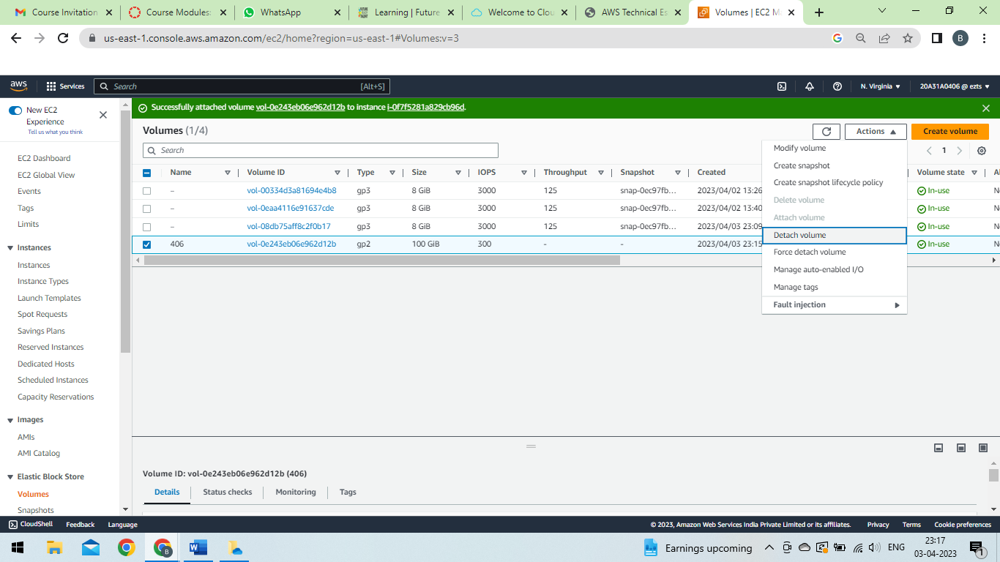 Course Invitation
Course Modules:
WhatsApp
Learning | Future
Welcome to Clou
AWS Technical Es
Volumes | EC2 M
us-east-1.console.aws.amazon.com/ec2/home?region=us-east-1#Volumes:v=3
B
aws
Services
Search
[Alt+S]
N. Virginia
20A31A0406 @ ezts
New EC2
Experience
Tell us what you think
EC2 Dashboard
EC2 Global View
Events
Tags
Limits
Instances
Instances
Instance Types
Launch Templates
Spot Requests
Savings Plans
Reserved Instances
Dedicated Hosts
Scheduled Instances
Capacity Reservations
Images
AMIs
AMI Catalog
Elastic Block Store
Volumes
Snapshots
Successfully attached volume vol-0e243eb06e962d12b to instance i-0f7f5281a829cb96d.
Volumes (1/4)
Actions
Create volume
Search
1
Name Volume ID Type Size IOPS Throughput Snapshot Created Volume state Al
– vol-00334d3a81694e4b8 gp3 8 GiB 3000 125 snap-0ec97fb... 2023/04/02 13:26 In-use No
– vol-0eaa4116e91637cde gp3 8 GiB 3000 125 snap-0ec97fb... 2023/04/02 13:40 In-use No
– vol-08db75aff8c2f0b17 gp3 8 GiB 3000 125 snap-0ec97fb... 2023/04/03 23:09 In-use No
406 vol-0e243eb06e962d12b gp2 100 GiB 300 - - 2023/04/03 23:15 In-use No
Modify volume
Create snapshot
Create snapshot lifecycle policy
Delete volume
Attach volume
Detach volume
Force detach volume
Manage auto-enabled I/O
Manage tags
Fault injection
Volume ID: vol-0e243eb06e962d12b (406)
Details
Status checks
Monitoring
Tags
CloudShell
Feedback
Language
© 2023, Amazon Web Services India Private Limited or its affiliates.
Privacy
Terms
Cookie preferences
Earnings upcoming
ENG
23:17
03-04-2023
1